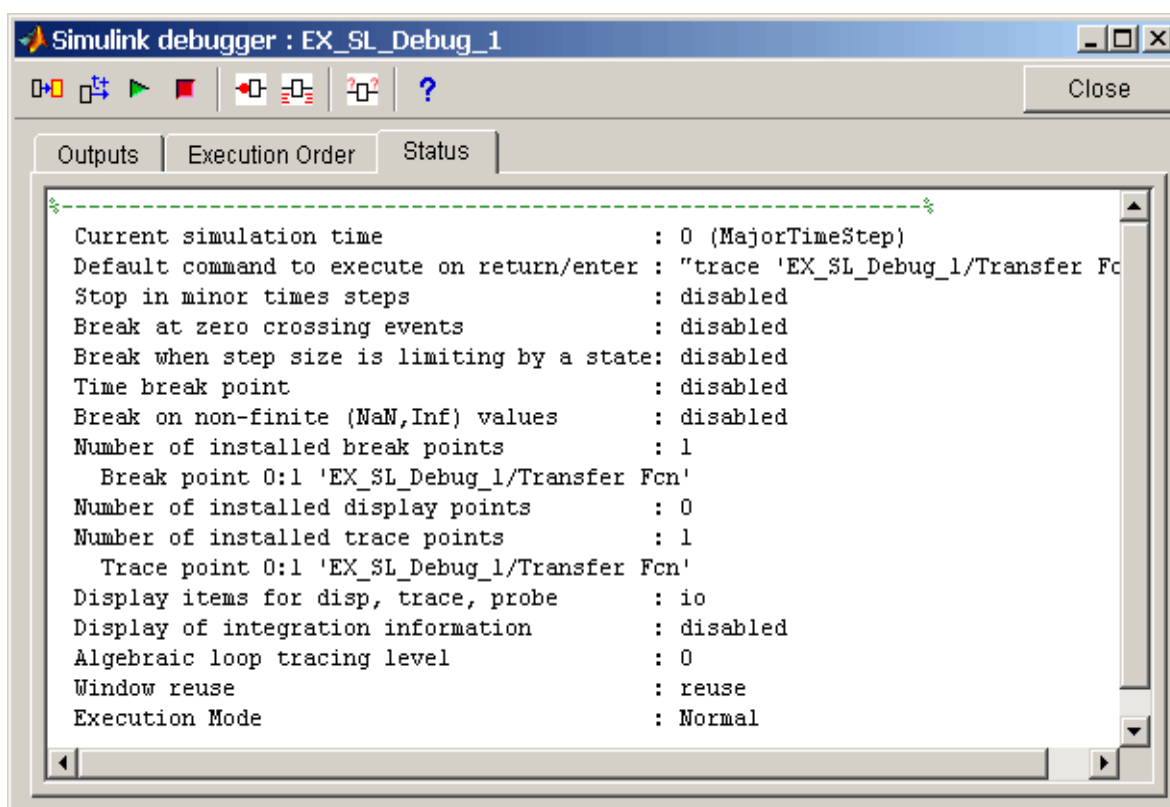 Simulink debugger : EX_SL_Debug_1
? ? ? Close
Outputs Execution Order Status
%-----------------------------------------------------------------%
Current simulation time : 0 (MajorTimeStep)
Default command to execute on return/enter : "trace 'EX_SL_Debug_1/Transfer Fc
Stop in minor times steps : disabled
Break at zero crossing events : disabled
Break when step size is limiting by a state: disabled
Time break point : disabled
Break on non-finite (NaN,Inf) values : disabled
Number of installed break points : 1
Break point 0:1 'EX_SL_Debug_1/Transfer Fcn'
Number of installed display points : 0
Number of installed trace points : 1
Trace point 0:1 'EX_SL_Debug_1/Transfer Fcn'
Display items for disp, trace, probe : io
Display of integration information : disabled
Algebraic loop tracing level : 0
Window reuse : reuse
Execution Mode : Normal